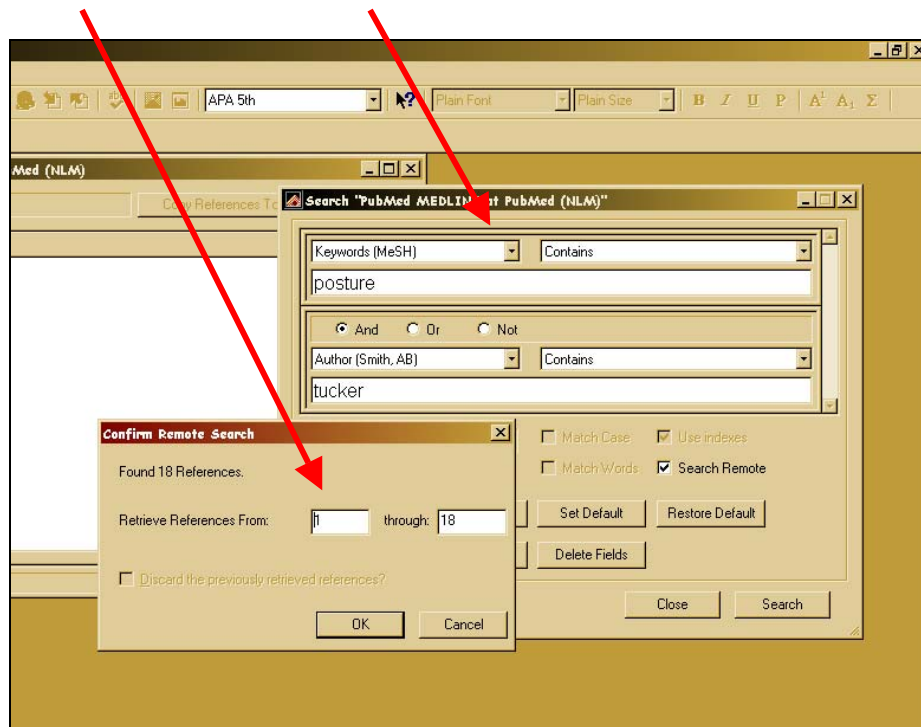 APA 5th
Plain Font
Plain Size
B I U P A¹ A₁ Σ
Med (NLM)
Copy References To
Search "PubMed MEDLIN at PubMed (NLM)"
Keywords (MeSH)
Contains
posture
And
Or
Not
Author (Smith, AB)
Contains
tucker
Match Case
Use indexes
Match Words
Search Remote
Set Default
Restore Default
Delete Fields
Close
Search
Confirm Remote Search
Found 18 References.
Retrieve References From:
1
through:
18
Discard the previously retrieved references?
OK
Cancel